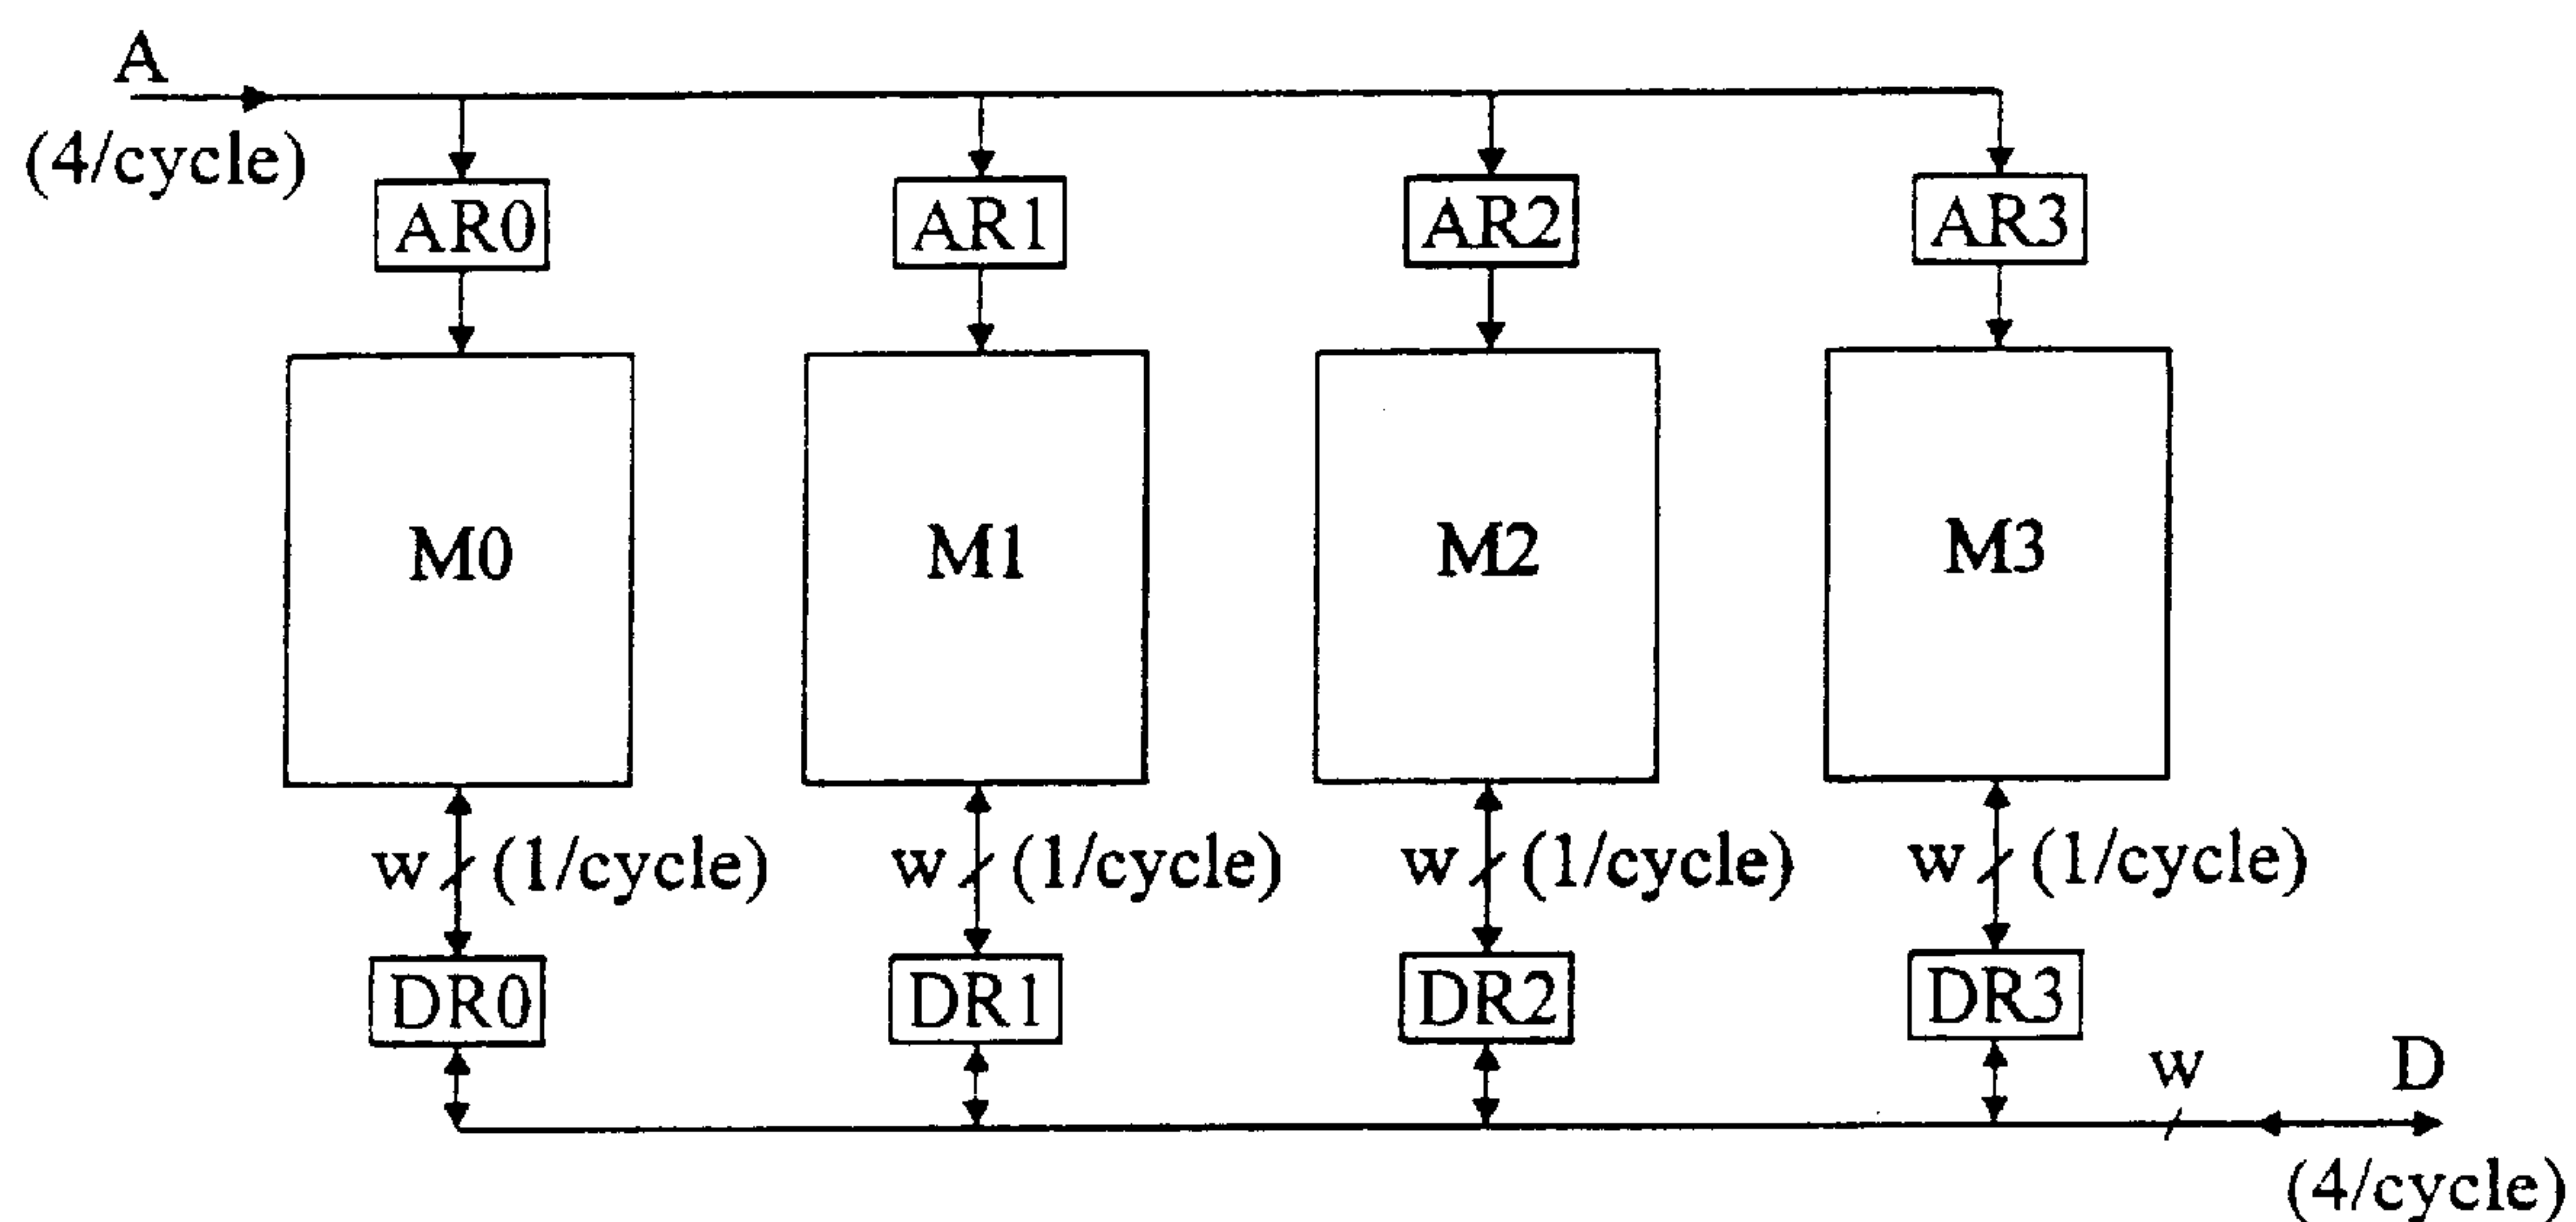 A
(4/cycle)
AR0 AR1 AR2 AR3
M0 M1 M2 M3
w (1/cycle) w (1/cycle) w (1/cycle) w (1/cycle)
DR0 DR1 DR2 DR3
w D
(4/cycle)